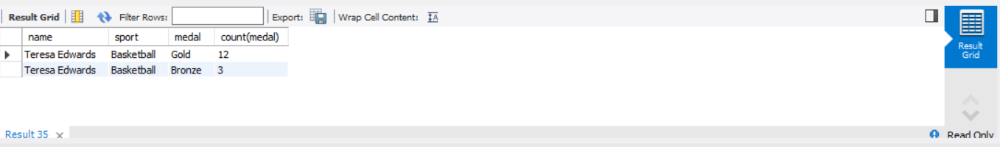 Result Grid Filter Rows: Export: Wrap Cell Content: IA
name sport medal count(medal)
Teresa Edwards Basketball Gold 12
Teresa Edwards Basketball Bronze 3
Result
Grid
Result 35 × Read Only